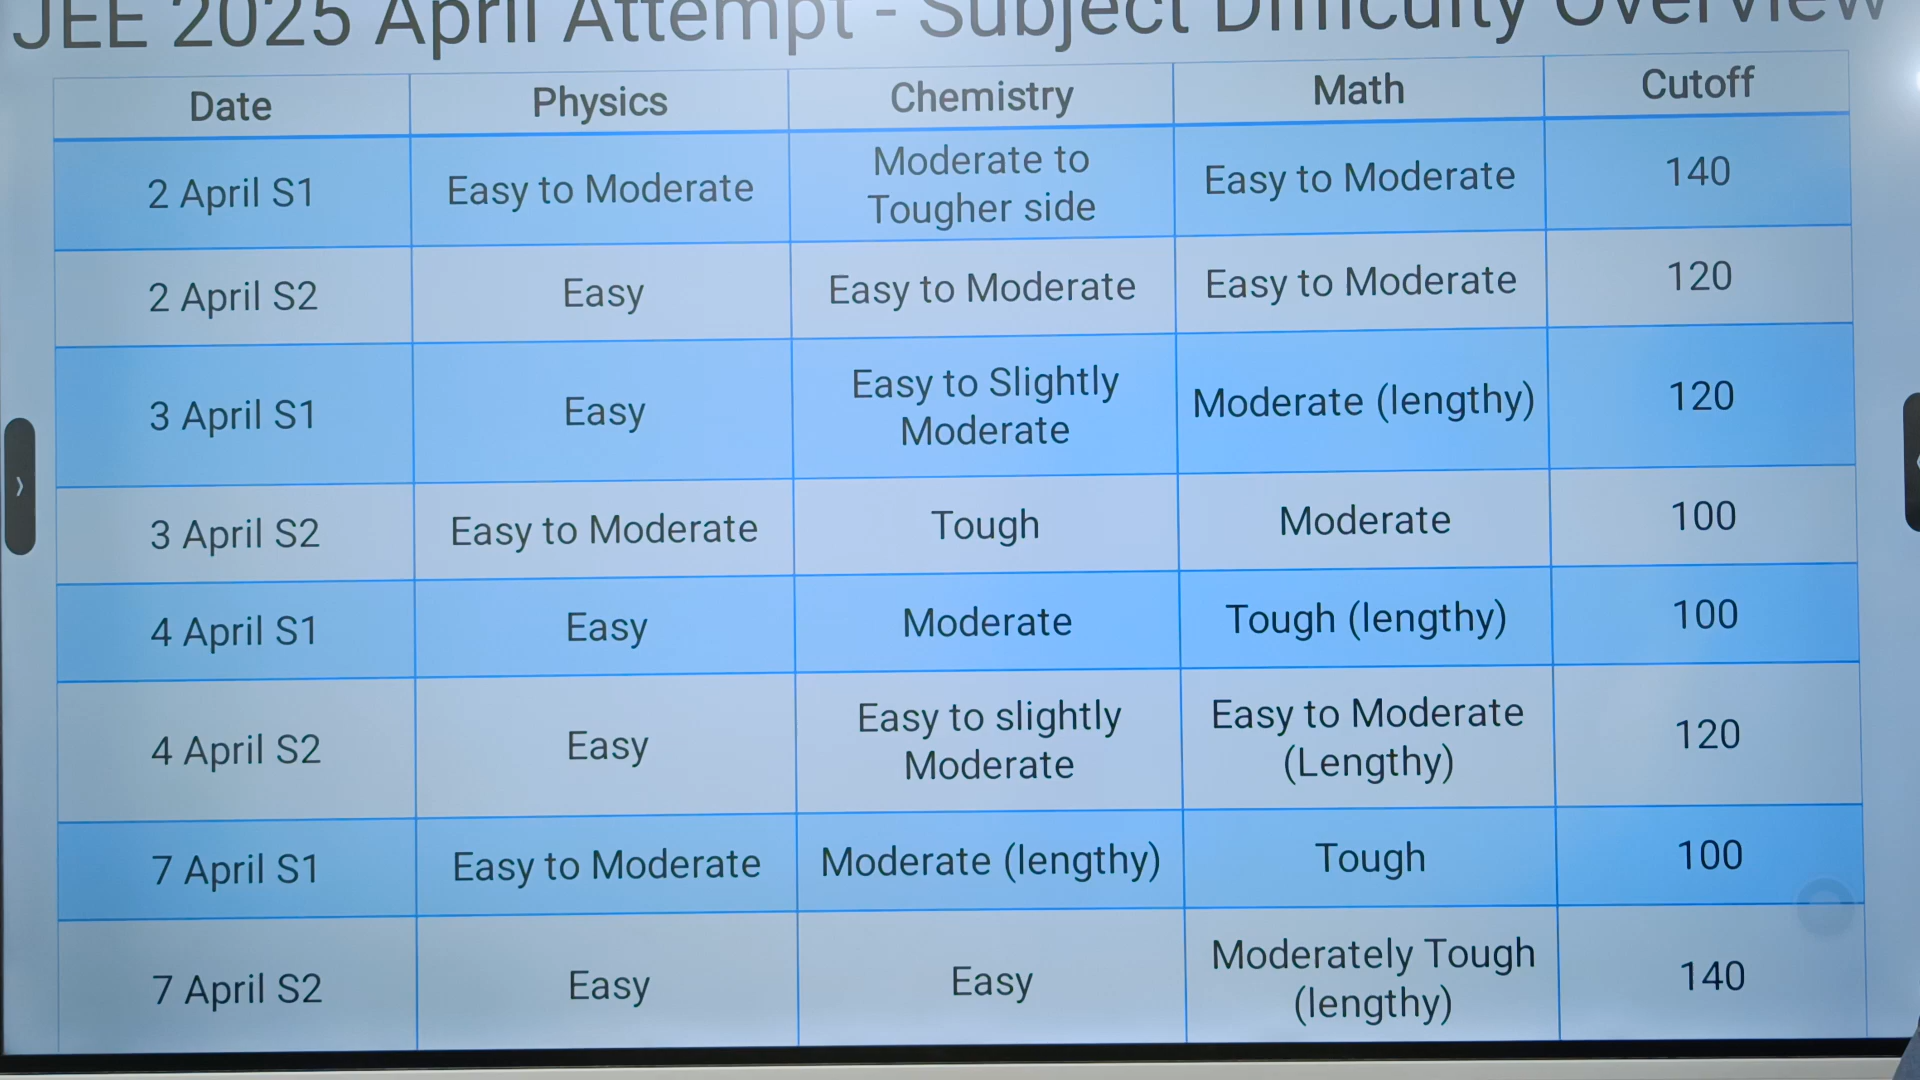 JEE 2025 April Attempt - Subject Difficulty Overview
Date Physics Chemistry Math Cutoff
2 April S1 Easy to Moderate Moderate to Tougher side Easy to Moderate 140
2 April S2 Easy Easy to Moderate Easy to Moderate 120
3 April S1 Easy Easy to Slightly Moderate Moderate (lengthy) 120
3 April S2 Easy to Moderate Tough Moderate 100
4 April S1 Easy Moderate Tough (lengthy) 100
4 April S2 Easy Easy to slightly Moderate Easy to Moderate (Lengthy) 120
7 April S1 Easy to Moderate Moderate (lengthy) Tough 100
7 April S2 Easy Easy Moderately Tough (lengthy) 140